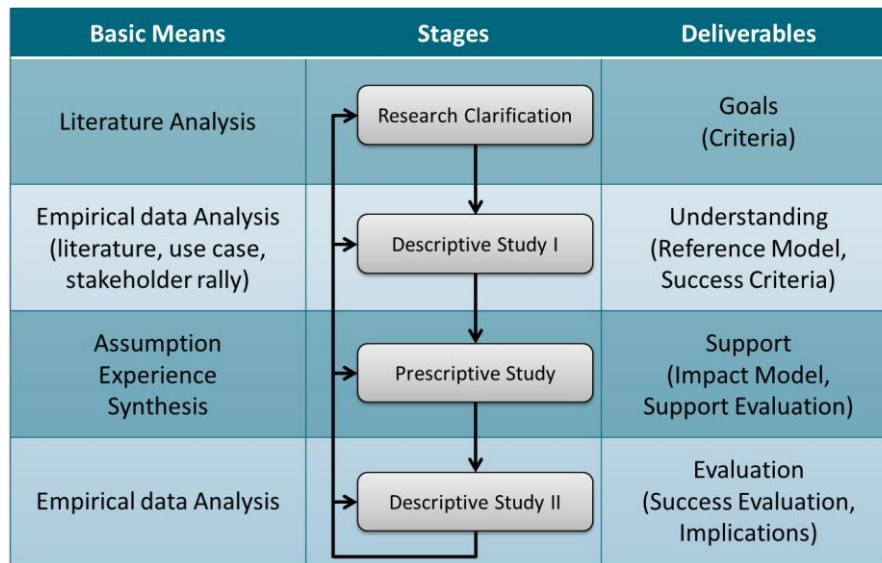 Basic Means
Stages
Deliverables
Literature Analysis
Research Clarification
Goals
(Criteria)
Empirical data Analysis
(literature, use case,
stakeholder rally)
Descriptive Study I
Understanding
(Reference Model,
Success Criteria)
Assumption
Experience
Synthesis
Prescriptive Study
Support
(Impact Model,
Support Evaluation)
Empirical data Analysis
Descriptive Study II
Evaluation
(Success Evaluation,
Implications)